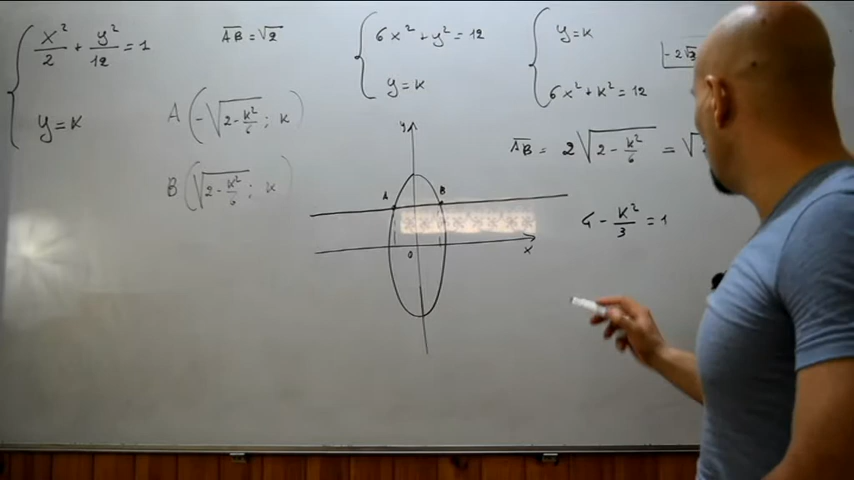 x²/2 + y²/12 = 1
y = k
AB = √2
A (-√(2 - k²/6) ; k)
B (√(2 - k²/6) ; k)
6x² + y² = 12
y = k
y = k
6x² + k² = 12
AB = 2√(2 - k²/6) = √
4 - k²/3 = 1
y
A
B
O
x